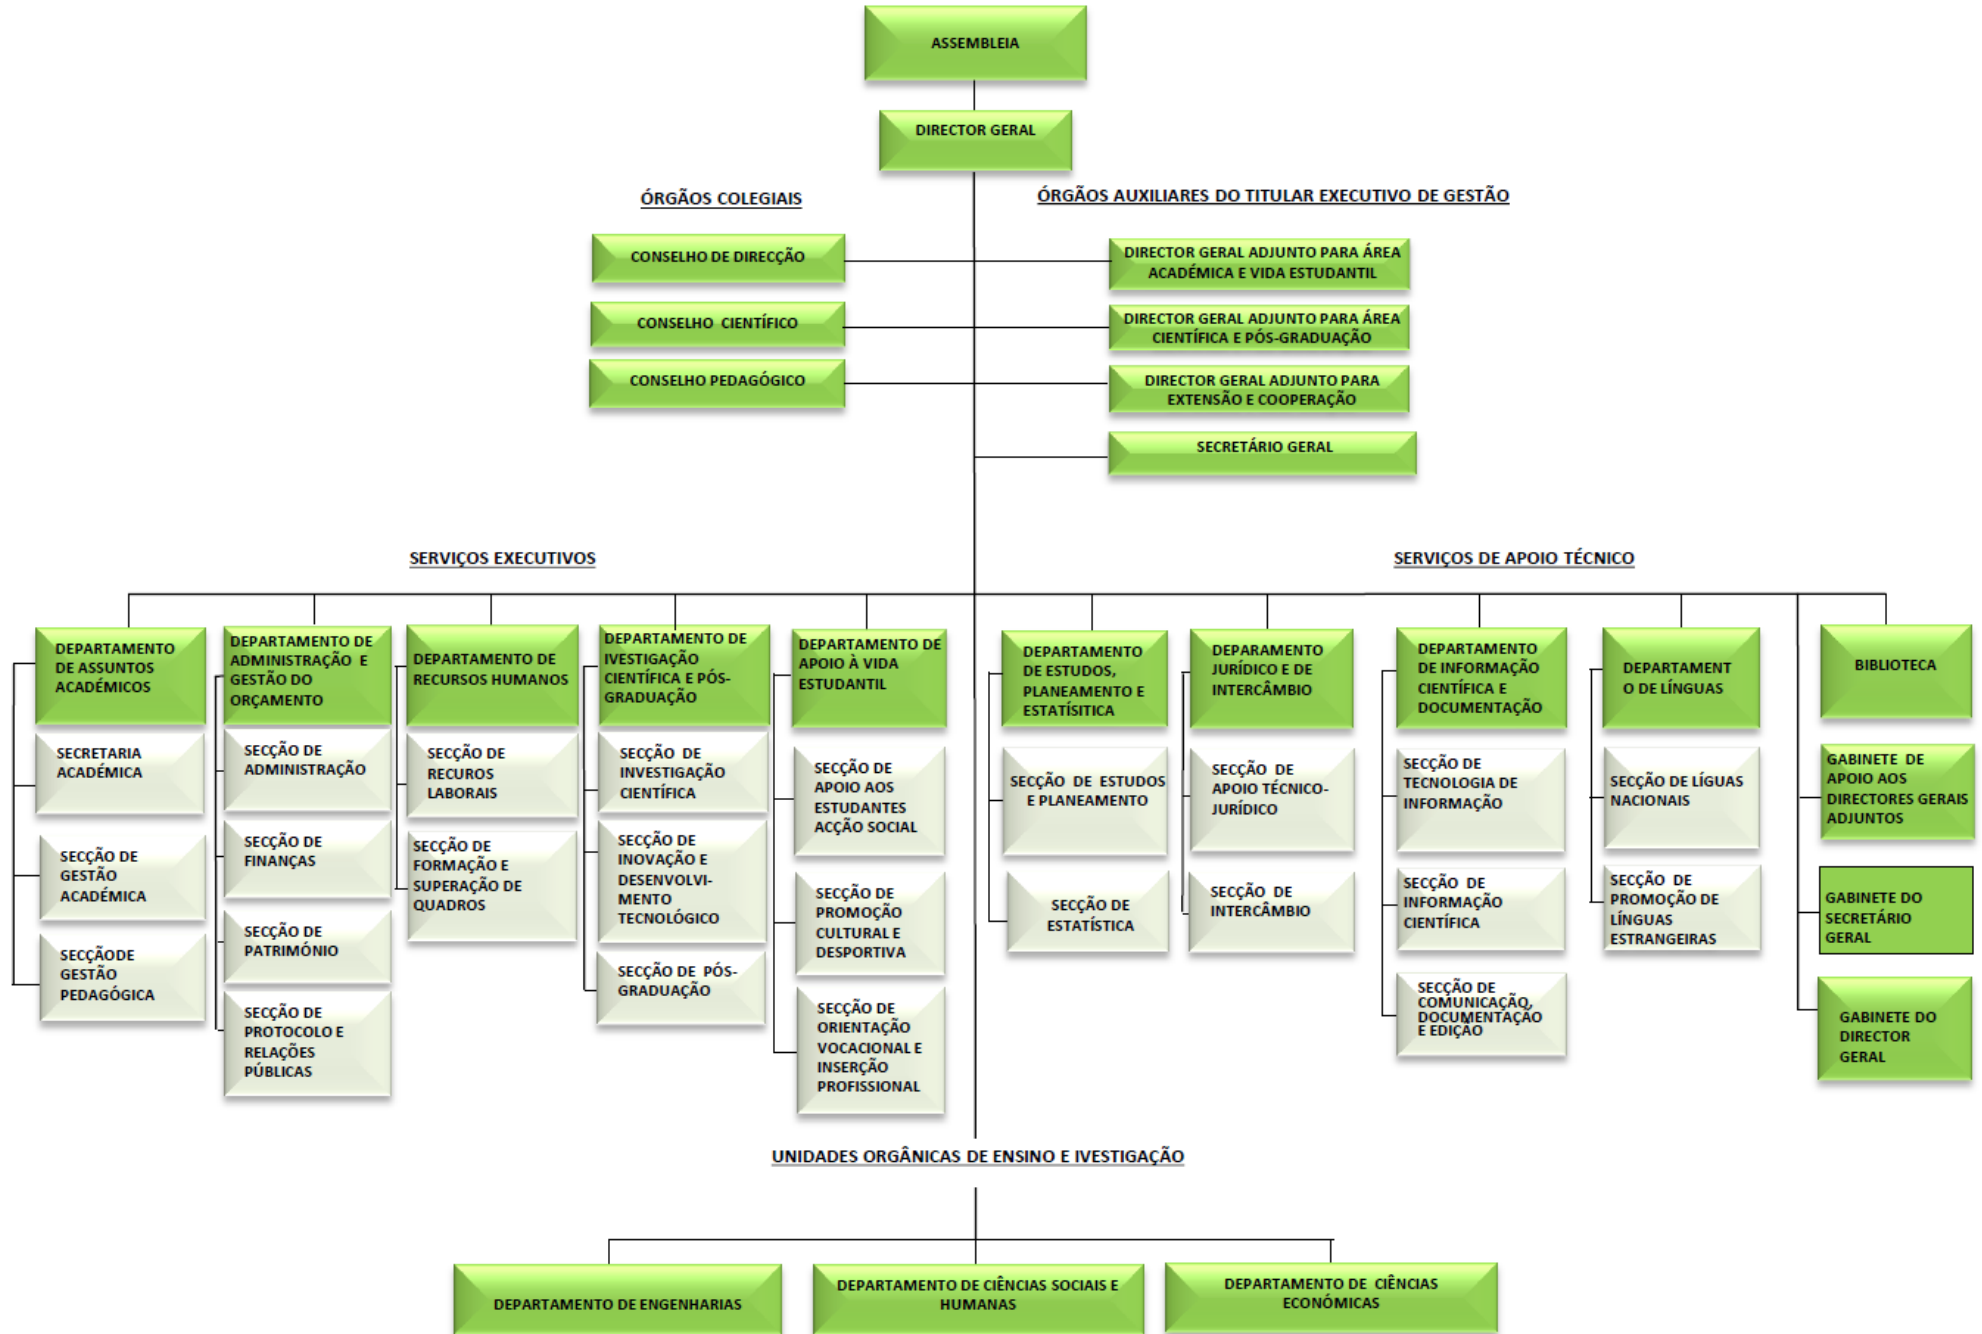 ASSEMBLEIA
DIRECTOR GERAL
ÓRGÃOS COLEGIAIS
ÓRGÃOS AUXILIARES DO TITULAR EXECUTIVO DE GESTÃO
CONSELHO DE DIRECÇÃO
DIRECTOR GERAL ADJUNTO PARA ÁREA
ACADÉMICA E VIDA ESTUDANTIL
CONSELHO CIENTÍFICO
DIRECTOR GERAL ADJUNTO PARA ÁREA
CIENTÍFICA E PÓS-GRADUAÇÃO
CONSELHO PEDAGÓGICO
DIRECTOR GERAL ADJUNTO PARA
EXTENSÃO E COOPERAÇÃO
SECRETÁRIO GERAL
SERVIÇOS EXECUTIVOS
SERVIÇOS DE APOIO TÉCNICO
DEPARTAMENTO
DE ASSUNTOS
ACADÉMICOS
SECRETARIA
ACADÉMICA
SECÇÃO DE
GESTÃO
ACADÉMICA
SECÇÃODE
GESTÃO
PEDAGÓGICA
DEPARTAMENTO DE
ADMINISTRAÇÃO E
GESTÃO DO
ORÇAMENTO
SECÇÃO DE
ADMINISTRAÇÃO
SECÇÃO DE
FINANÇAS
SECÇÃO DE
PATRIMÓNIO
SECÇÃO DE
PROTOCOLO E
RELAÇÕES
PÚBLICAS
DEPARTAMENTO DE
RECURSOS HUMANOS
SECÇÃO DE
RECUROS
LABORAIS
SECÇÃO DE
FORMAÇÃO E
SUPERAÇÃO DE
QUADROS
DEPARTAMENTO DE
IVESTIGAÇÃO
CIENTÍFICA E PÓS-
GRADUAÇÃO
SECÇÃO DE
INVESTIGAÇÃO
CIENTÍFICA
SECÇÃO DE
INOVAÇÃO E
DESENVOLVI-
MENTO
TECNOLÓGICO
SECÇÃO DE PÓS-
GRADUAÇÃO
DEPARTAMENTO DE
APOIO À VIDA
ESTUDANTIL
SECÇÃO DE
APOIO AOS
ESTUDANTES
ACÇÃO SOCIAL
SECÇÃO DE
PROMOÇÃO
CULTURAL E
DESPORTIVA
SECÇÃO DE
ORIENTAÇÃO
VOCACIONAL E
INSERÇÃO
PROFISSIONAL
DEPARTAMENTO
DE ESTUDOS,
PLANEAMENTO E
ESTATÍSITICA
SECÇÃO DE ESTUDOS
E PLANEAMENTO
SECÇÃO DE
ESTATÍSTICA
DEPARAMENTO
JURÍDICO E DE
INTERCÂMBIO
SECÇÃO DE
APOIO TÉCNICO-
JURÍDICO
SECÇÃO DE
INTERCÂMBIO
DEPARTAMENTO
DE INFORMAÇÃO
CIENTÍFICA E
DOCUMENTAÇÃO
SECÇÃO DE
TECNOLOGIA DE
INFORMAÇÃO
SECÇÃO DE
INFORMAÇÃO
CIENTÍFICA
SECÇÃO DE
COMUNICAÇÃO,
DOCUMENTAÇÃO
E EDIÇÃO
DEPARTAMENT
O DE LÍNGUAS
SECÇÃO DE LÍGUAS
NACIONAIS
SECÇÃO DE
PROMOÇÃO DE
LÍNGUAS
ESTRANGEIRAS
BIBLIOTECA
GABINETE DE
APOIO AOS
DIRECTORES GERAIS
ADJUNTOS
GABINETE DO
SECRETÁRIO
GERAL
GABINETE DO
DIRECTOR
GERAL
UNIDADES ORGÂNICAS DE ENSINO E IVESTIGAÇÃO
DEPARTAMENTO DE ENGENHARIAS
DEPARTAMENTO DE CIÊNCIAS SOCIAIS E
HUMANAS
DEPARTAMENTO DE CIÊNCIAS
ECONÓMICAS